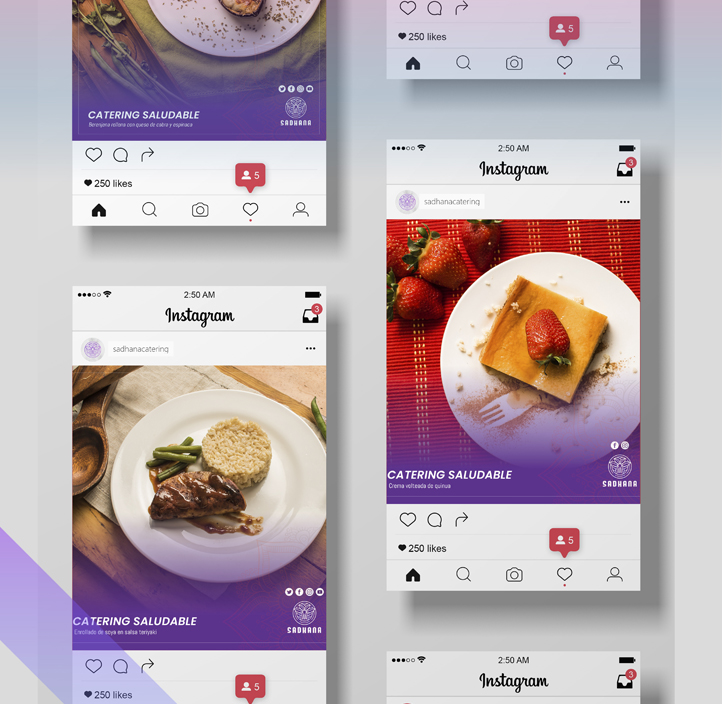 CATERING SALUDABLE
Berenjena rellena con queso de cabra y espinaca
SADHANA
250 likes
5
2:50 AM
Instagram
3
sadhanacatering
CATERING SALUDABLE
Enrollado de soya en salsa teriyaki
SADHANA
250 likes
5
250 likes
5
2:50 AM
Instagram
3
sadhanacatering
CATERING SALUDABLE
Crema volteada de quinua
SADHANA
250 likes
5
2:50 AM
Instagram
3